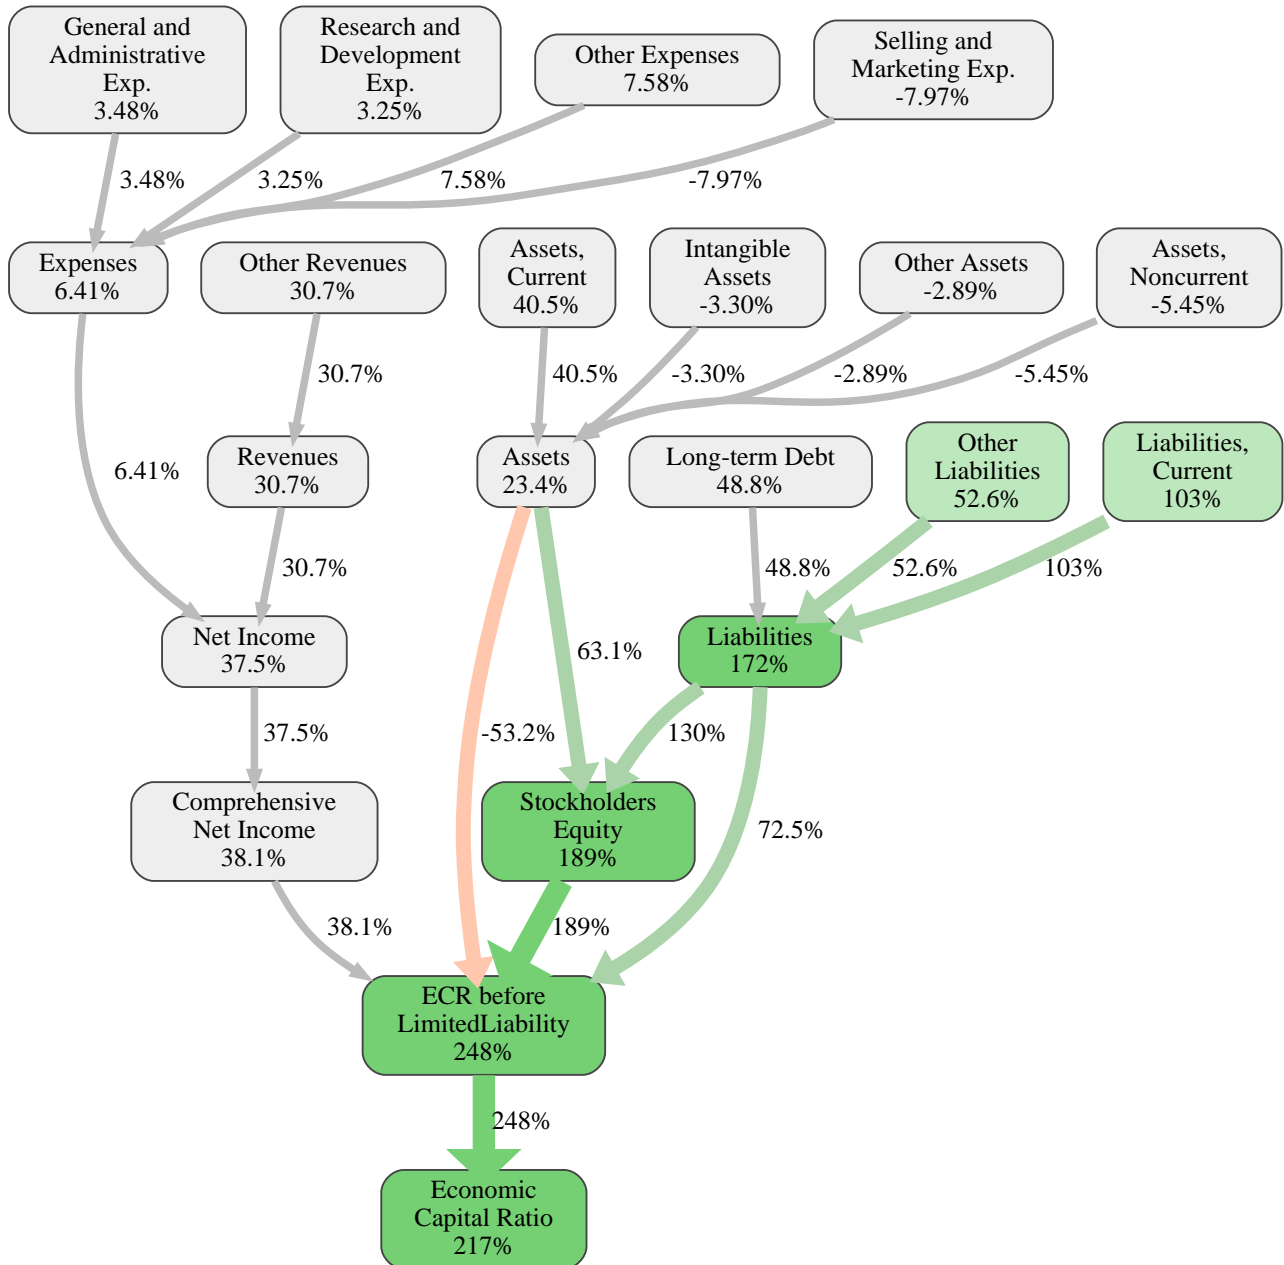 General and
Administrative
Exp.
3.48%
Research and
Development
Exp.
3.25%
Other Expenses
7.58%
Selling and
Marketing Exp.
-7.97%
3.48%
3.25%
7.58%
-7.97%
Expenses
6.41%
Other Revenues
30.7%
Assets,
Current
40.5%
Intangible
Assets
-3.30%
Other Assets
-2.89%
Assets,
Noncurrent
-5.45%
30.7%
40.5%
-3.30%
-2.89%
-5.45%
6.41%
Revenues
30.7%
Assets
23.4%
Long-term Debt
48.8%
Other
Liabilities
52.6%
Liabilities,
Current
103%
30.7%
48.8%
52.6%
103%
Net Income
37.5%
63.1%
Liabilities
172%
37.5%
-53.2%
130%
Comprehensive
Net Income
38.1%
Stockholders
Equity
189%
72.5%
38.1%
189%
ECR before
LimitedLiability
248%
248%
Economic
Capital Ratio
217%